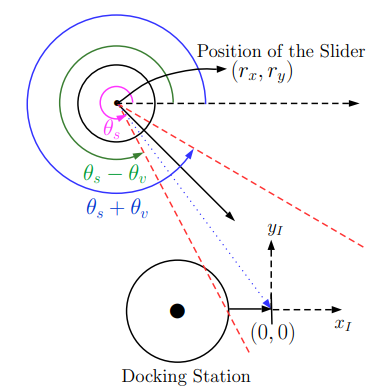 Position of the Slider
(r_x, r_y)
θ_s
θ_s − θ_v
θ_s + θ_v
y_I
x_I
(0, 0)
Docking Station